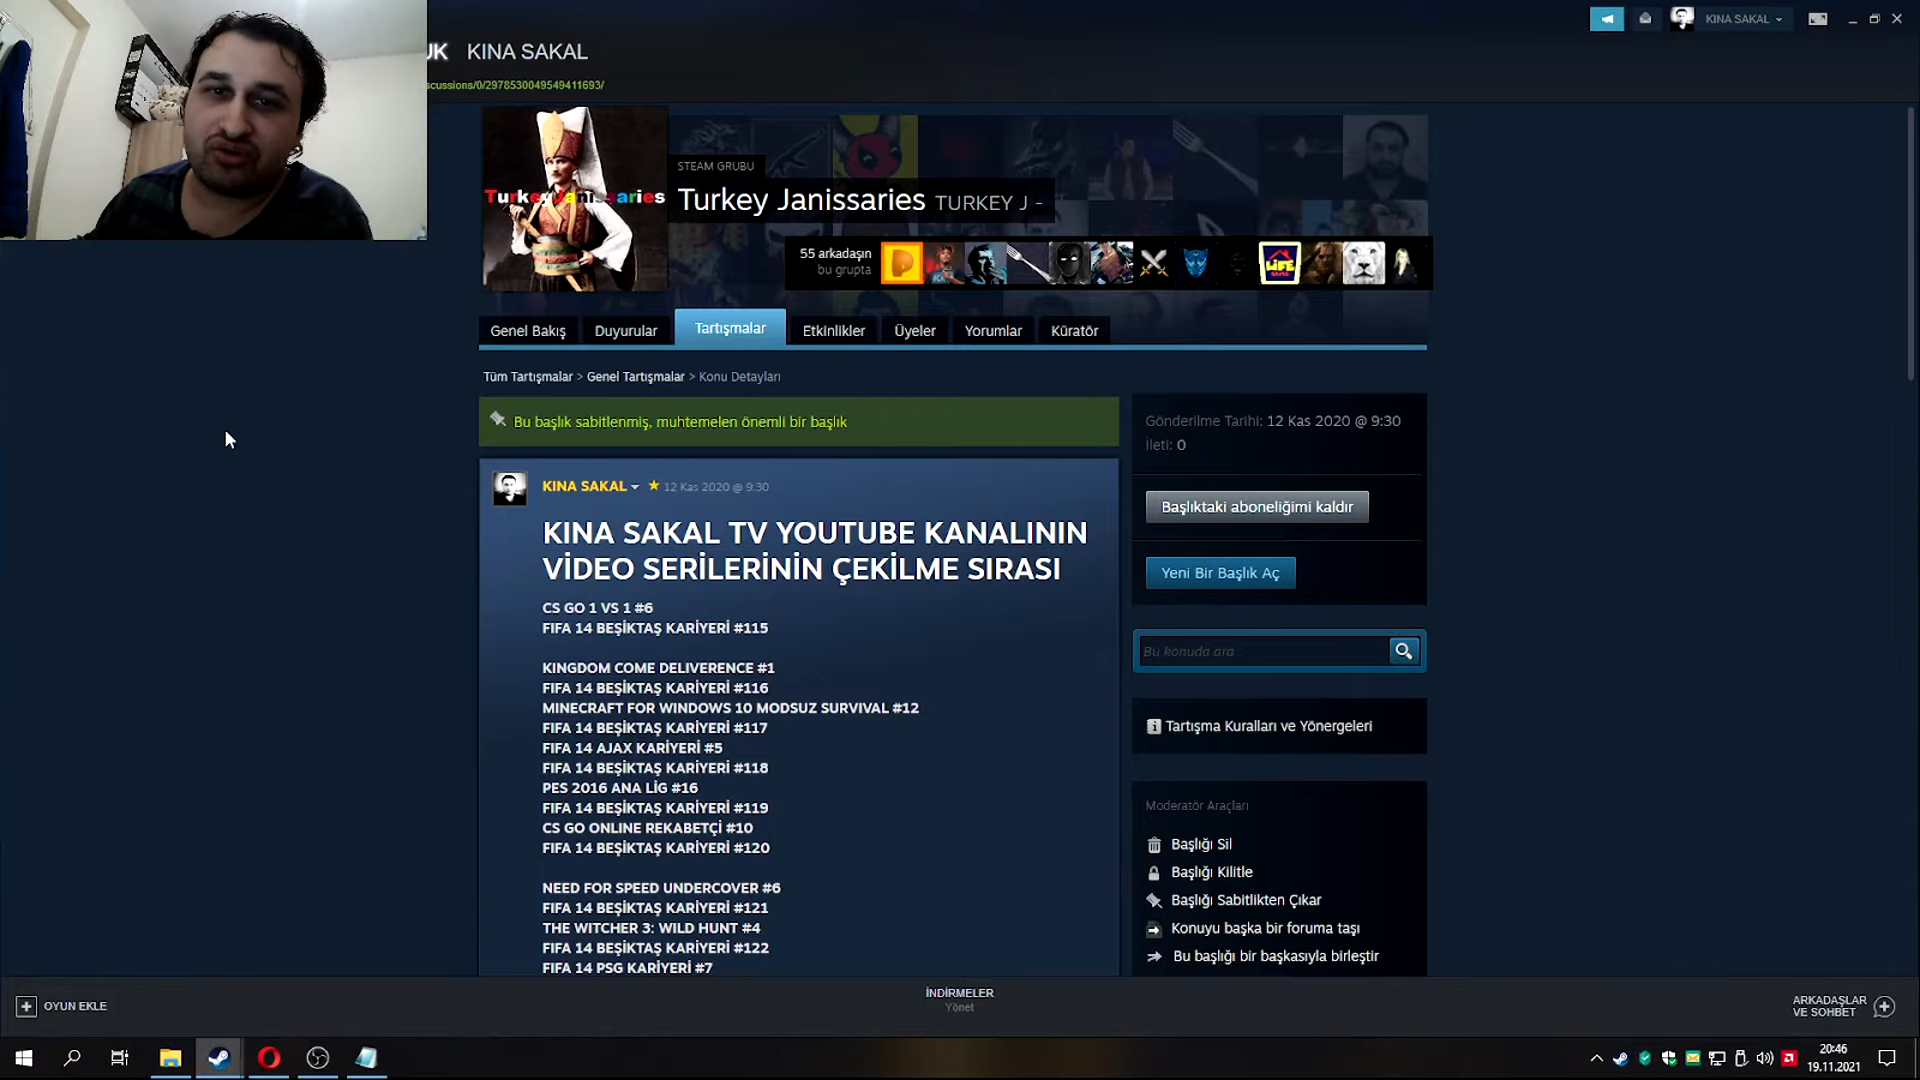 UK KINA SAKAL
KINA SAKAL
scussions/0/2978530049549411693/
Turkey Janissaries
STEAM GRUBU
Turkey Janissaries TURKEY J -
55 arkadaşın
bu grupta
LiFE
Genel Bakış
Duyurular
Tartışmalar
Etkinlikler
Üyeler
Yorumlar
Küratör
Tüm Tartışmalar > Genel Tartışmalar > Konu Detayları
Bu başlık sabitlenmiş, muhtemelen önemli bir başlık
KINA SAKAL 12 Kas 2020 @ 9:30
KINA SAKAL TV YOUTUBE KANALININ
VİDEO SERİLERİNİN ÇEKİLME SIRASI
CS GO 1 VS 1 #6
FIFA 14 BEŞİKTAŞ KARİYERİ #115
KINGDOM COME DELIVERENCE #1
FIFA 14 BEŞİKTAŞ KARİYERİ #116
MINECRAFT FOR WINDOWS 10 MODSUZ SURVIVAL #12
FIFA 14 BEŞİKTAŞ KARİYERİ #117
FIFA 14 AJAX KARİYERİ #5
FIFA 14 BEŞİKTAŞ KARİYERİ #118
PES 2016 ANA LİG #16
FIFA 14 BEŞİKTAŞ KARİYERİ #119
CS GO ONLINE REKABETÇİ #10
FIFA 14 BEŞİKTAŞ KARİYERİ #120
NEED FOR SPEED UNDERCOVER #6
FIFA 14 BEŞİKTAŞ KARİYERİ #121
THE WITCHER 3: WILD HUNT #4
FIFA 14 BEŞİKTAŞ KARİYERİ #122
FIFA 14 PSG KARİYERİ #7
Gönderilme Tarihi: 12 Kas 2020 @ 9:30
İleti: 0
Başlıktaki aboneliğimi kaldır
Yeni Bir Başlık Aç
Bu konuda ara
Tartışma Kuralları ve Yönergeleri
Moderatör Araçları
Başlığı Sil
Başlığı Kilitle
Başlığı Sabitlikten Çıkar
Konuyu başka bir foruma taşı
Bu başlığı bir başkasıyla birleştir
OYUN EKLE
İNDİRMELER
Yönet
ARKADAŞLAR
VE SOHBET
20:46
19.11.2021